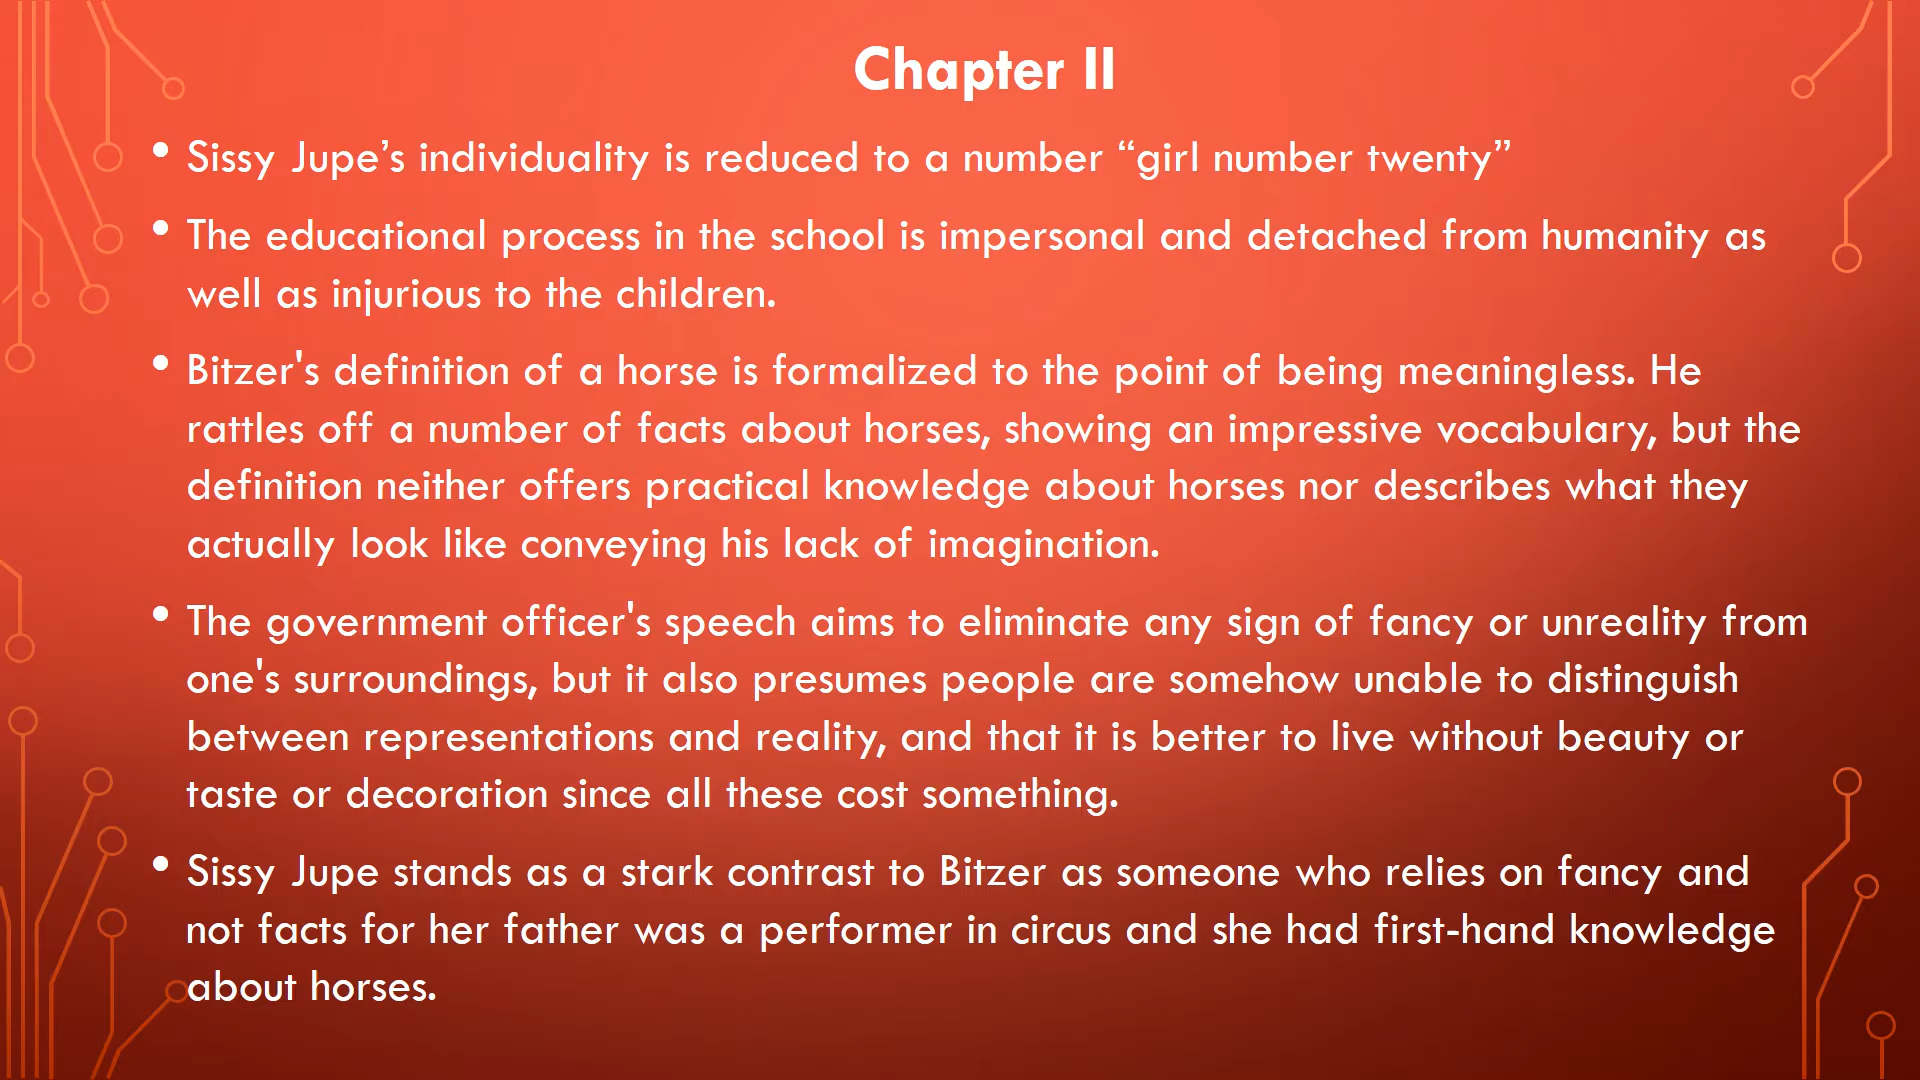 Chapter II
• Sissy Jupe’s individuality is reduced to a number “girl number twenty”
• The educational process in the school is impersonal and detached from humanity as
well as injurious to the children.
• Bitzer's definition of a horse is formalized to the point of being meaningless. He
rattles off a number of facts about horses, showing an impressive vocabulary, but the
definition neither offers practical knowledge about horses nor describes what they
actually look like conveying his lack of imagination.
• The government officer's speech aims to eliminate any sign of fancy or unreality from
one's surroundings, but it also presumes people are somehow unable to distinguish
between representations and reality, and that it is better to live without beauty or
taste or decoration since all these cost something.
• Sissy Jupe stands as a stark contrast to Bitzer as someone who relies on fancy and
not facts for her father was a performer in circus and she had first-hand knowledge
about horses.